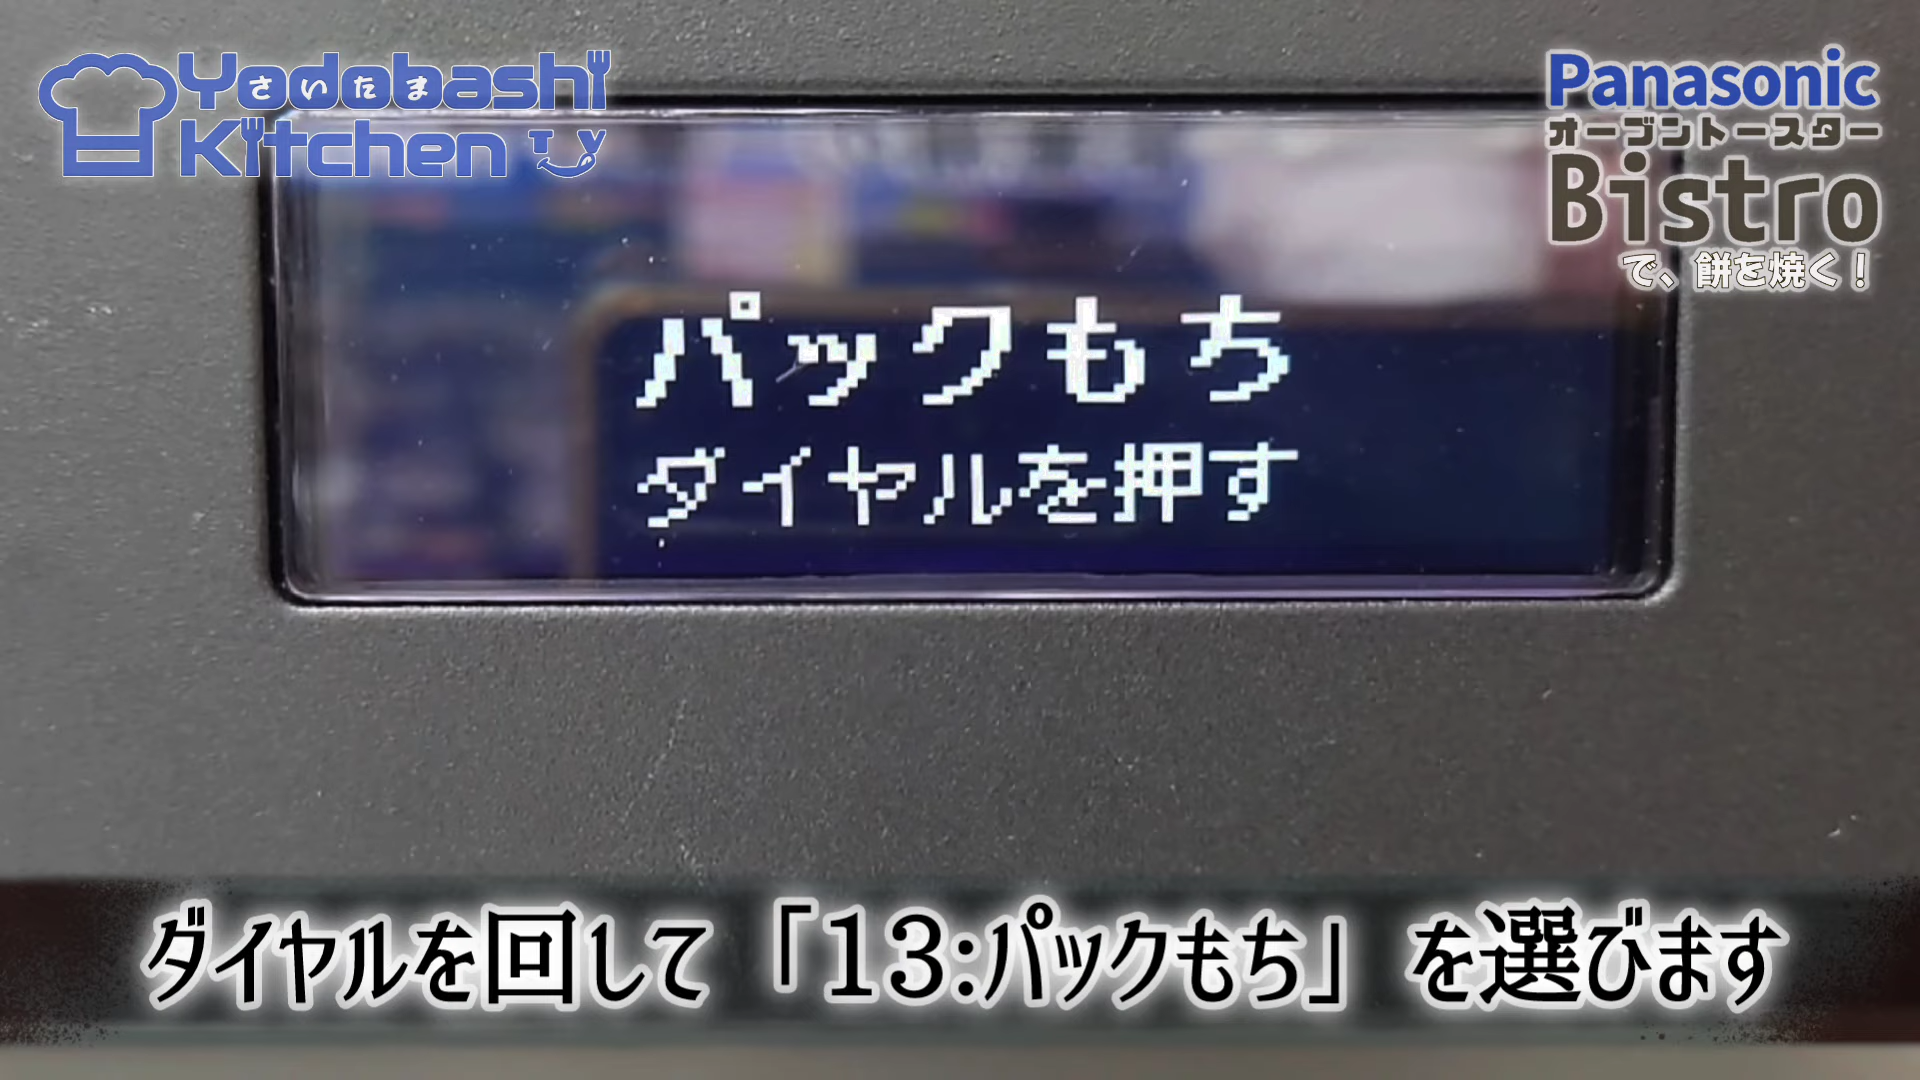 Yodobashi
さいたま
Kitchen TV
Panasonic
オーブントースター
Bistro
で、餅を焼く！
パックもち
ダイヤルを押す
ダイヤルを回して「13:パックもち」を選びます